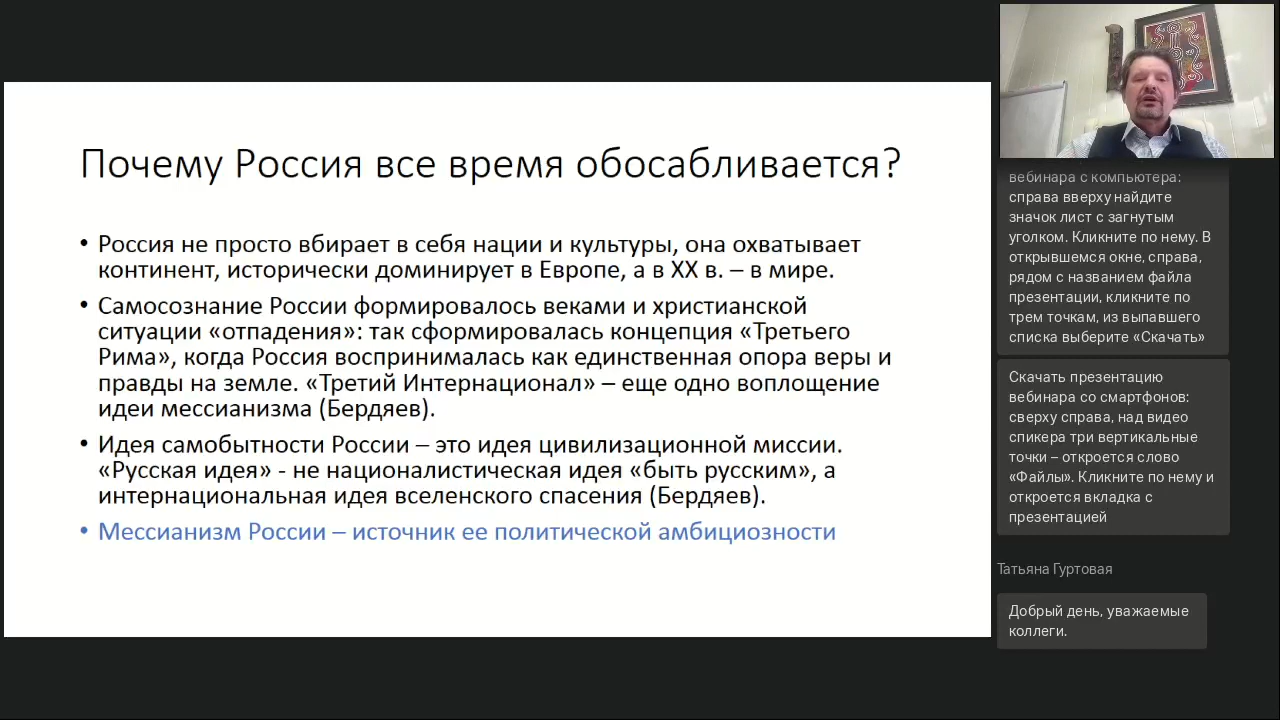 Почему Россия все время обосабливается?
• Россия не просто вбирает в себя нации и культуры, она охватывает
континент, исторически доминирует в Европе, а в XX в. – в мире.
• Самосознание России формировалось веками и христианской
ситуации «отпадения»: так сформировалась концепция «Третьего
Рима», когда Россия воспринималась как единственная опора веры и
правды на земле. «Третий Интернационал» – еще одно воплощение
идеи мессианизма (Бердяев).
• Идея самобытности России – это идея цивилизационной миссии.
«Русская идея» - не националистическая идея «быть русским», а
интернациональная идея вселенского спасения (Бердяев).
• Мессианизм России – источник ее политической амбициозности
вебинара с компьютера:
справа вверху найдите
значок лист с загнутым
уголком. Кликните по нему. В
открывшемся окне, справа,
рядом с названием файла
презентации, кликните по
трем точкам, из выпавшего
списка выберите «Скачать»
Скачать презентацию
вебинара со смартфонов:
сверху справа, над видео
спикера три вертикальные
точки – откроется слово
«Файлы». Кликните по нему и
откроется вкладка с
презентацией
Татьяна Гуртовая
Добрый день, уважаемые
коллеги.